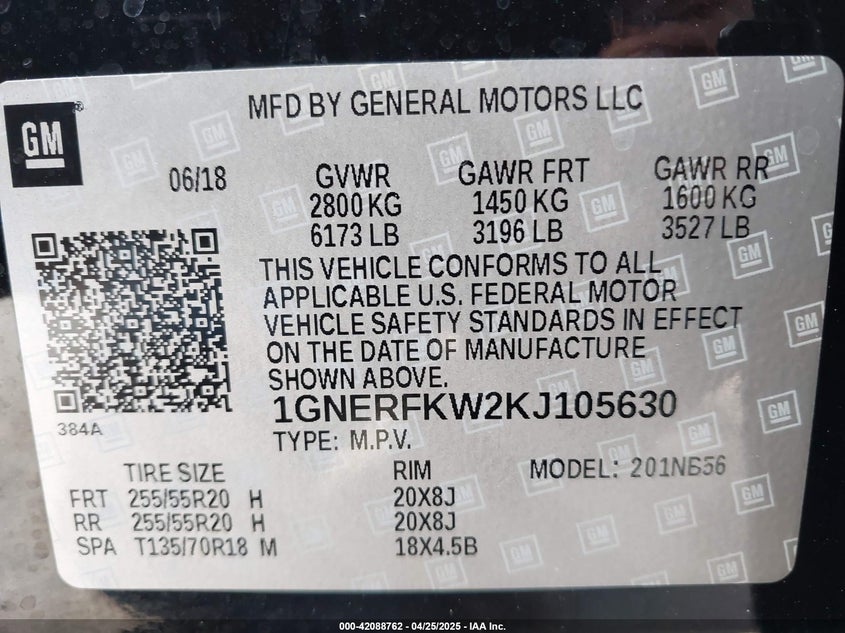 MFD BY GENERAL MOTORS LLC
GM
06/18 GVWR GAWR FRT GAWR RR
2800 KG 1450 KG 1600 KG
6173 LB 3196 LB 3527 LB
THIS VEHICLE CONFORMS TO ALL
APPLICABLE U.S. FEDERAL MOTOR
VEHICLE SAFETY STANDARDS IN EFFECT
ON THE DATE OF MANUFACTURE
SHOWN ABOVE.
1GNERFKW2KJ105630
384A
TYPE: M.P.V.
TIRE SIZE RIM MODEL: 201NB56
FRT 255/55R20 H 20X8J
RR 255/55R20 H 20X8J
SPA T135/70R18 M 18X4.5B
000-42088762 - 04/25/2025 - IAA Inc.